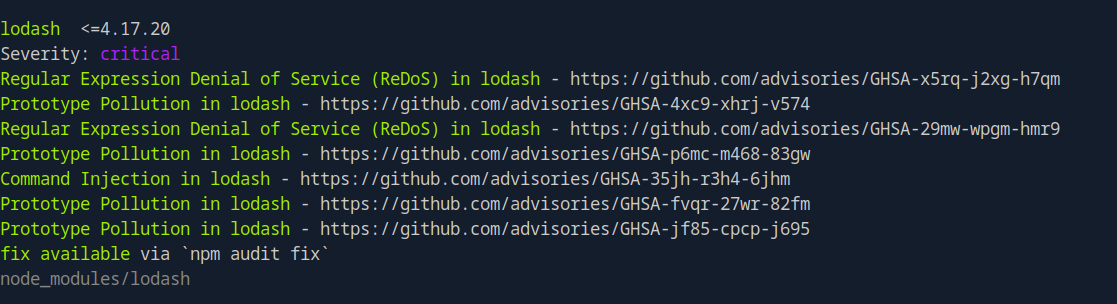 lodash  <=4.17.20
Severity: critical
Regular Expression Denial of Service (ReDoS) in lodash - https://github.com/advisories/GHSA-x5rq-j2xg-h7qm
Prototype Pollution in lodash - https://github.com/advisories/GHSA-4xc9-xhrj-v574
Regular Expression Denial of Service (ReDoS) in lodash - https://github.com/advisories/GHSA-29mw-wpgm-hmr9
Prototype Pollution in lodash - https://github.com/advisories/GHSA-p6mc-m468-83gw
Command Injection in lodash - https://github.com/advisories/GHSA-35jh-r3h4-6jhm
Prototype Pollution in lodash - https://github.com/advisories/GHSA-fvqr-27wr-82fm
Prototype Pollution in lodash - https://github.com/advisories/GHSA-jf85-cpcp-j695
fix available via `npm audit fix`
node_modules/lodash